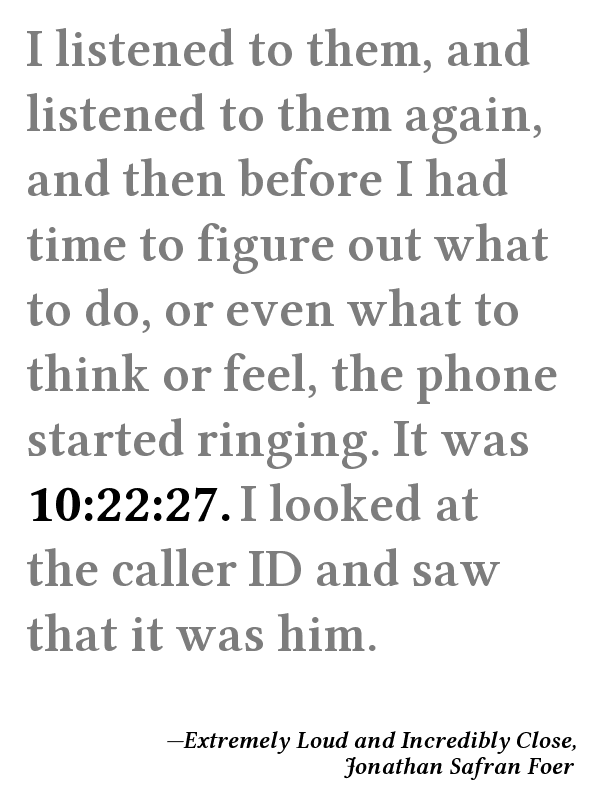 I listened to them, and
listened to them again,
and then before I had
time to figure out what
to do, or even what to
think or feel, the phone
started ringing. It was
10:22:27. I looked at
the caller ID and saw
that it was him.
—Extremely Loud and Incredibly Close,
Jonathan Safran Foer